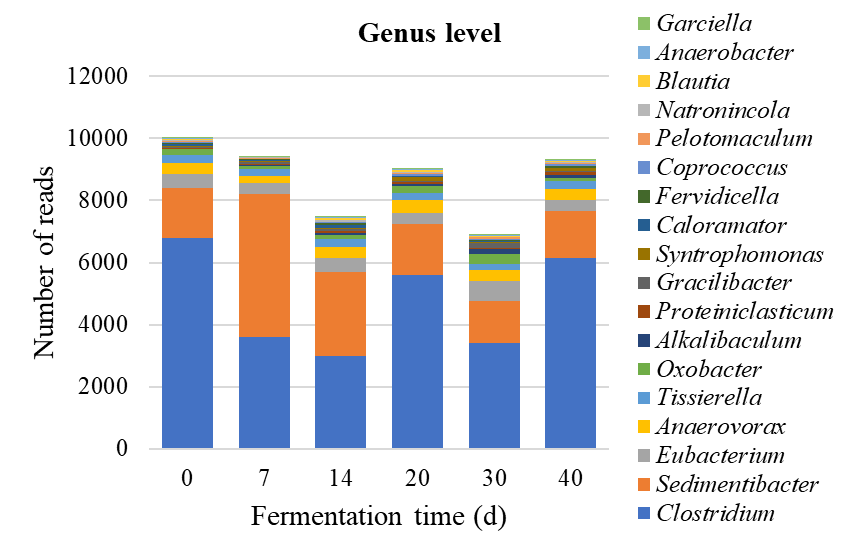 Genus level
Number of reads
12000
10000
8000
6000
4000
2000
0
0 7 14 20 30 40
Fermentation time (d)
Garciella
Anaerobacter
Blautia
Natronincola
Pelotomaculum
Coprococcus
Fervidicella
Caloramator
Syntrophomonas
Gracilibacter
Proteiniclasticum
Alkalibaculum
Oxobacter
Tissierella
Anaerovorax
Eubacterium
Sedimentibacter
Clostridium